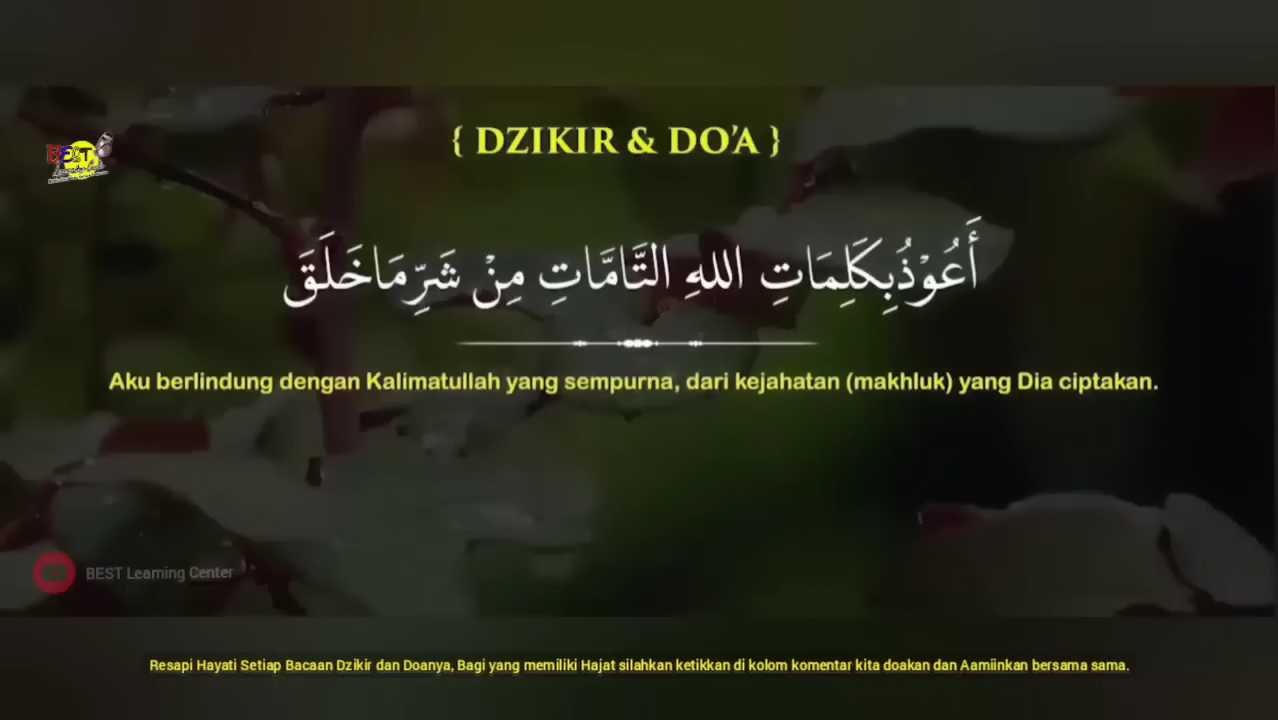 { DZIKIR & DO'A }
BEST
أَعُوْذُبِكَلِمَاتِ اللهِ التَّامَّاتِ مِنْ شَرِّمَاخَلَقَ
Aku berlindung dengan Kalimatullah yang sempurna, dari kejahatan (makhluk) yang Dia ciptakan.
BEST Learning Center
Resapi Hayati Setiap Bacaan Dzikir dan Doanya, Bagi yang memiliki Hajat silahkan ketikkan di kolom komentar kita doakan dan Aamiinkan bersama sama.